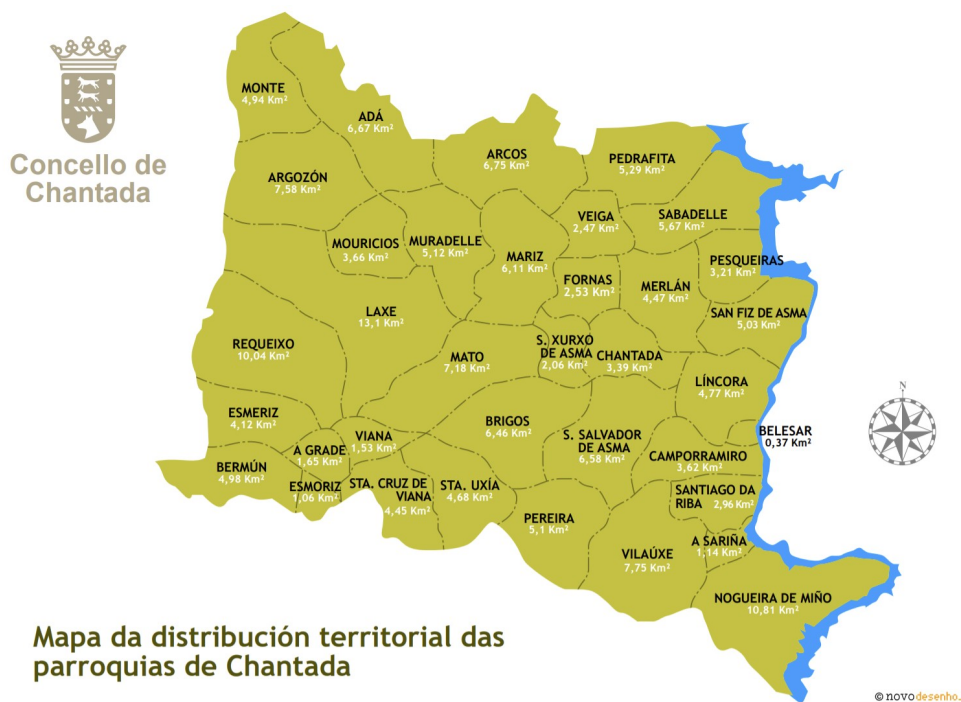 Concello de
Chantada
MONTE
4,94 Km²
ADÁ
6,67 Km²
ARCOS
6,75 Km²
PEDRAFITA
5,29 Km²
ARGOZÓN
7,58 Km²
VEIGA
2,47 Km²
SABADELLE
5,67 Km²
MOURICIOS
3,66 Km²
MURADELLE
5,12 Km²
MARIZ
6,11 Km²
PESQUEIRAS
3,21 Km²
FORNAS
2,53 Km²
MERLÁN
4,47 Km²
LAXE
13,1 Km²
SAN FIZ DE ASMA
5,03 Km²
REQUEIXO
10,04 Km²
MATO
7,18 Km²
S. XURXO
DE ASMA
2,06 Km²
CHANTADA
3,39 Km²
LÍNCORA
4,77 Km²
N
ESMERIZ
4,12 Km²
BRIGOS
6,46 Km²
BELESAR
0,37 Km²
A GRADE
1,65 Km²
VIANA
1,53 Km²
S. SALVADOR
DE ASMA
6,58 Km²
CAMPORRAMIRO
3,62 Km²
BERMÚN
4,98 Km²
ESMORIZ
1,06 Km²
STA. CRUZ DE
VIANA
4,45 Km²
STA. UXÍA
4,68 Km²
SANTIAGO DA
RIBA 2,96 Km²
PEREIRA
5,1 Km²
A SARIÑA
1,14 Km²
VILAÚXE
7,75 Km²
NOGUEIRA DE MIÑO
10,81 Km²
Mapa da distribución territorial das
parroquias de Chantada
© novodesenho.